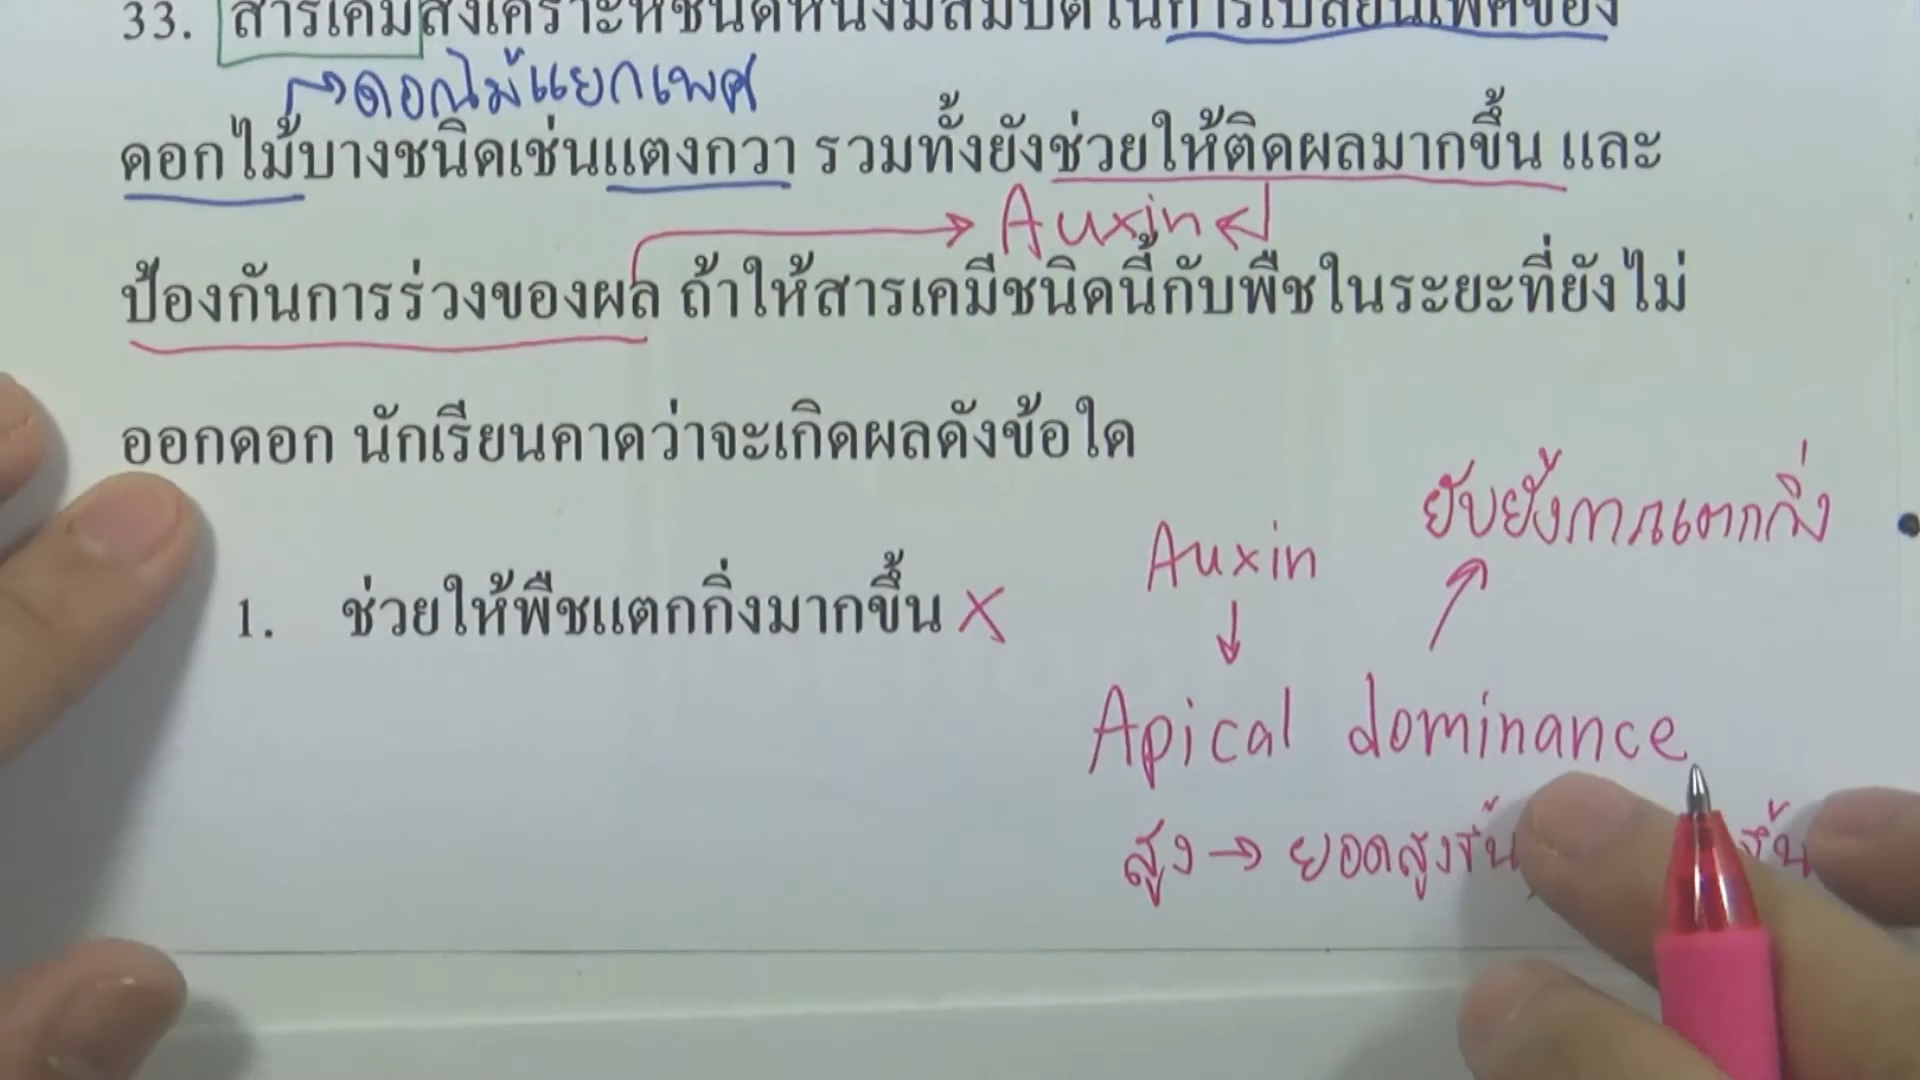 33. สารเคมีสังเคราะห์ชนิดหนึ่งมีสมบัติในการเปลี่ยนเพศของ
→ดอกไม้แยกเพศ
ดอกไม้บางชนิดเช่นแตงกวา รวมทั้งยังช่วยให้ติดผลมากขึ้น และ
Auxin
ป้องกันการร่วงของผล ถ้าให้สารเคมีชนิดนี้กับพืชในระยะที่ยังไม่
ออกดอก นักเรียนคาดว่าจะเกิดผลดังข้อใด
ยับยั้งการแตกกิ่ง
Auxin
1. ช่วยให้พืชแตกกิ่งมากขึ้น X
Apical dominance
สูง → ยอดสูงขึ้น